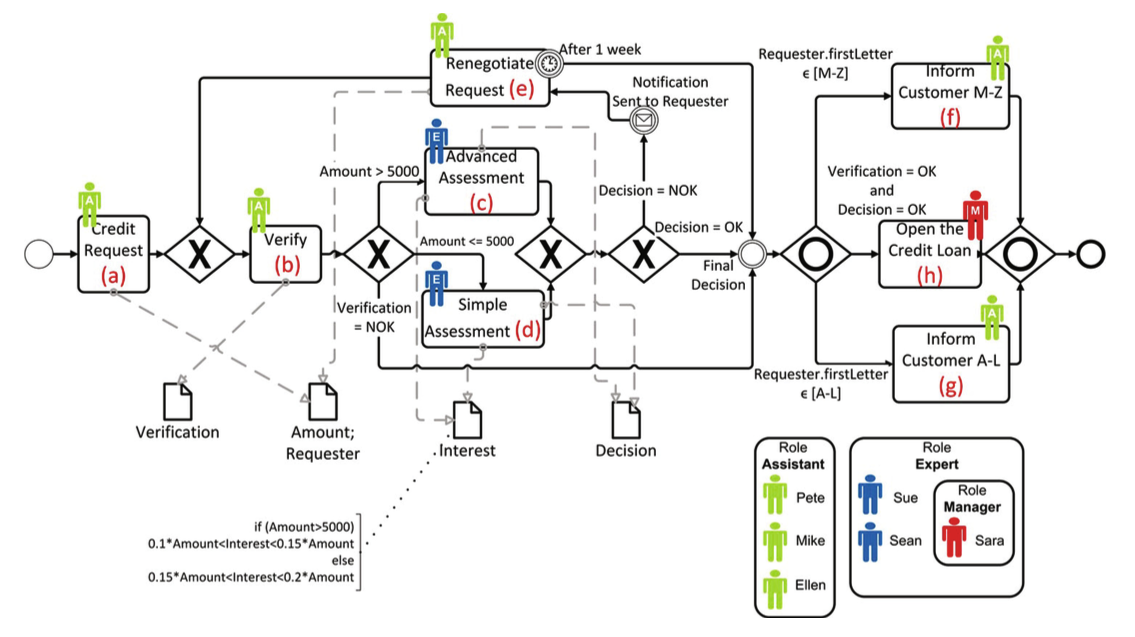 A
After 1 week
Renegotiate
Request (e)
Notification
Sent to Requester
Requester.firstLetter
ϵ [M-Z]
A
Inform
Customer M-Z
(f)
E
Advanced
Assessment
(c)
Amount > 5000
Decision = NOK
Verification = OK
and
Decision = OK
M
A
Credit
Request
(a)
X
A
Verify
(b)
X
Amount <= 5000
X
X
Decision = OK
Final
Decision
Open the
Credit Loan
(h)
E
Simple
Assessment (d)
Verification
= NOK
A
Inform
Customer A-L
(g)
Requester.firstLetter
ϵ [A-L]
Verification
Amount;
Requester
Interest
Decision
if (Amount>5000)
0.1*Amount<Interest<0.15*Amount
else
0.15*Amount<Interest<0.2*Amount
Role
Assistant
Pete
Mike
Ellen
Role
Expert
Sue
Sean
Role
Manager
Sara